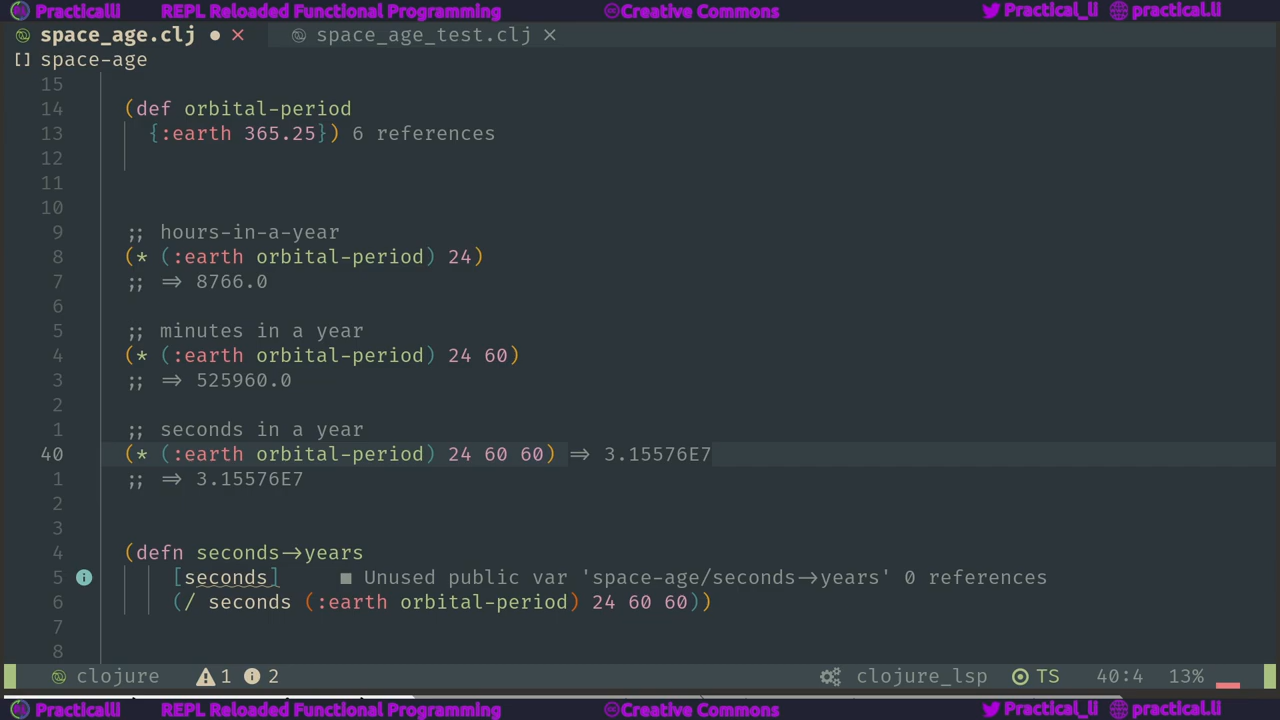 Practicalli REPL Reloaded Functional Programming Creative Commons Practical_li practical.li
space_age.clj ● × space_age_test.clj ×
[] space-age
15
14 (def orbital-period
13 {:earth 365.25}) 6 references
12
11
10
9 ;; hours-in-a-year
8 (* (:earth orbital-period) 24)
7 ;; => 8766.0
6
5 ;; minutes in a year
4 (* (:earth orbital-period) 24 60)
3 ;; => 525960.0
2
1 ;; seconds in a year
40 (* (:earth orbital-period) 24 60 60) => 3.15576E7
1 ;; => 3.15576E7
2
3
4 (defn seconds->years
5 [seconds] ■ Unused public var 'space-age/seconds->years' 0 references
6 (/ seconds (:earth orbital-period) 24 60 60))
7
8
clojure 1 2 clojure_lsp TS 40:4 13%
Practicalli REPL Reloaded Functional Programming Creative Commons Practical_li practical.li